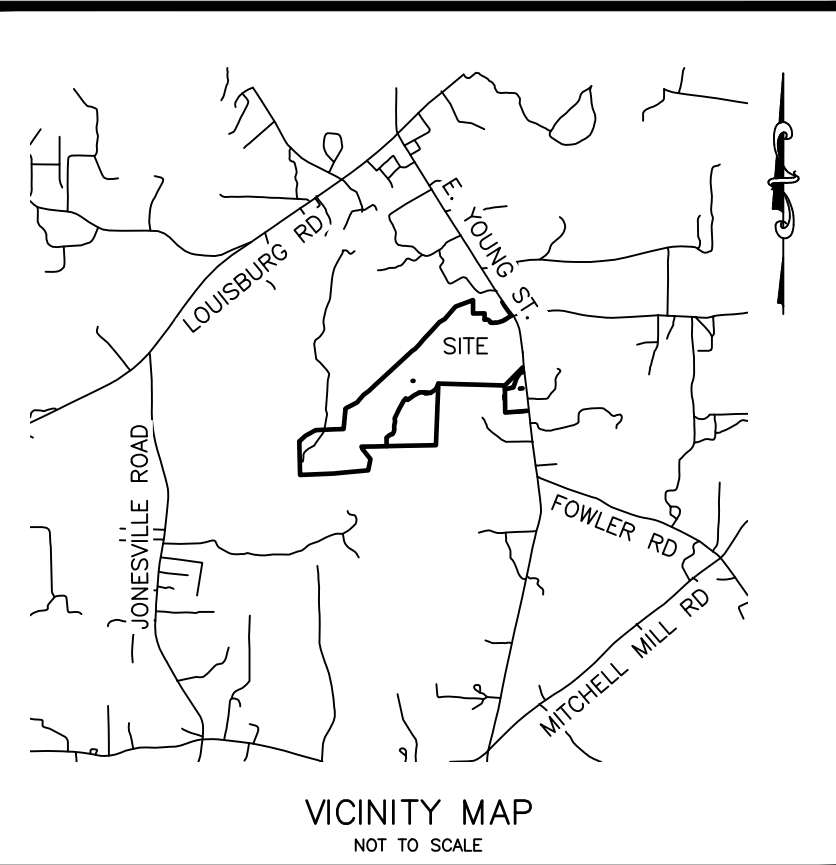 E. YOUNG ST.
LOUISBURG RD
SITE
JONESVILLE ROAD
FOWLER RD
MITCHELL MILL RD
VICINITY MAP
NOT TO SCALE